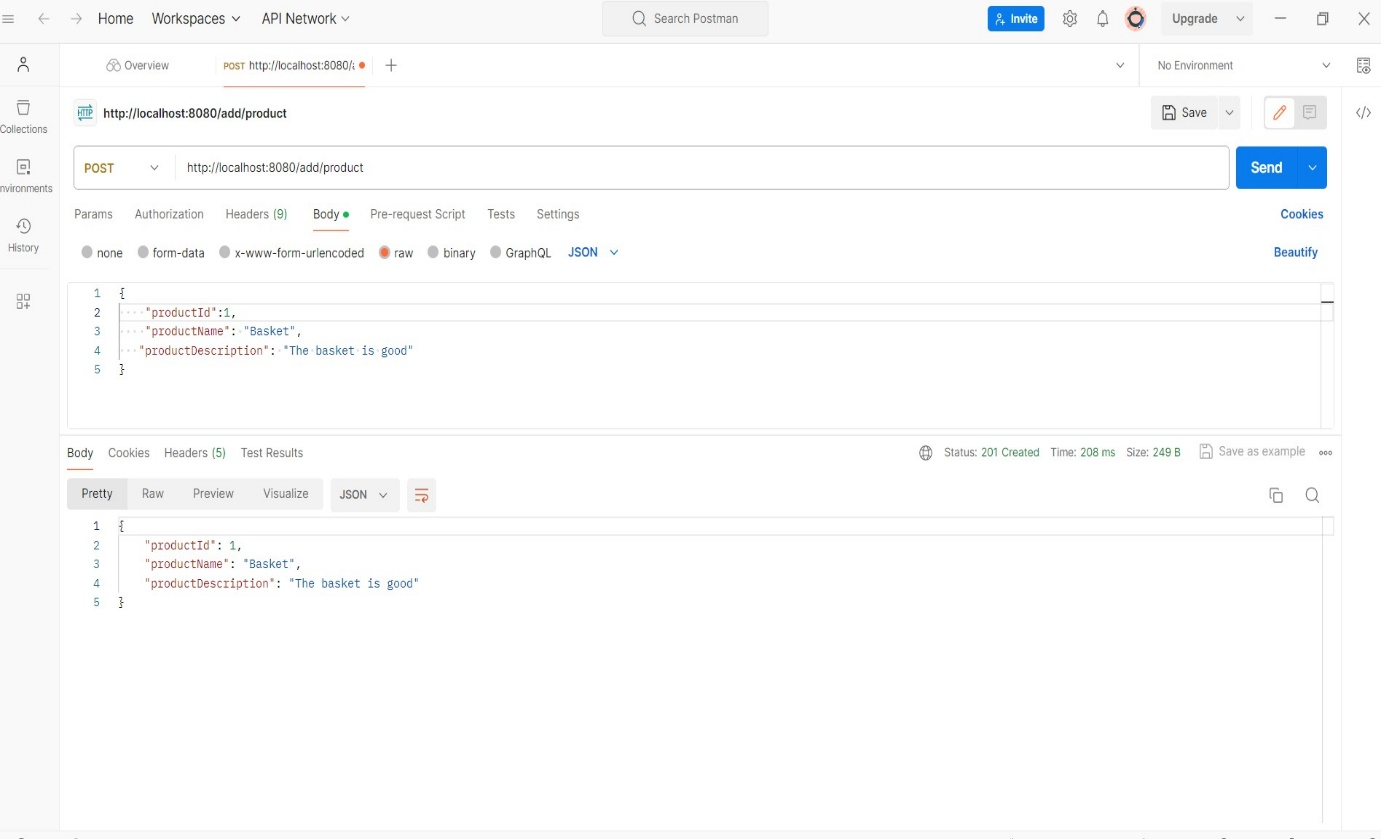 Home Workspaces API Network Search Postman Invite Upgrade
Overview POST http://localhost:8080/a No Environment
HTTP http://localhost:8080/add/product Save
Collections
POST http://localhost:8080/add/product Send
nvironments
Params Authorization Headers (9) Body Pre-request Script Tests Settings Cookies
History
none form-data x-www-form-urlencoded raw binary GraphQL JSON Beautify
1 {
2 "productId":1,
3 "productName": "Basket",
4 "productDescription": "The basket is good"
5 }
Body Cookies Headers (5) Test Results Status: 201 Created Time: 208 ms Size: 249 B Save as example
Pretty Raw Preview Visualize JSON
1 {
2 "productId": 1,
3 "productName": "Basket",
4 "productDescription": "The basket is good"
5 }